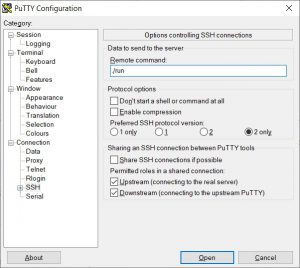 PuTTY Configuration
Category:
Session
Logging
Terminal
Keyboard
Bell
Features
Window
Appearance
Behaviour
Translation
Selection
Colours
Connection
Data
Proxy
Telnet
Rlogin
SSH
Serial
Options controlling SSH connections
Data to send to the server
Remote command:
/run
Protocol options
Don't start a shell or command at all
Enable compression
Preferred SSH protocol version:
1 only 1 2 2 only
Sharing an SSH connection between PuTTY tools
Share SSH connections if possible
Permitted roles in a shared connection:
Upstream (connecting to the real server)
Downstream (connecting to the upstream PuTTY)
About Open Cancel